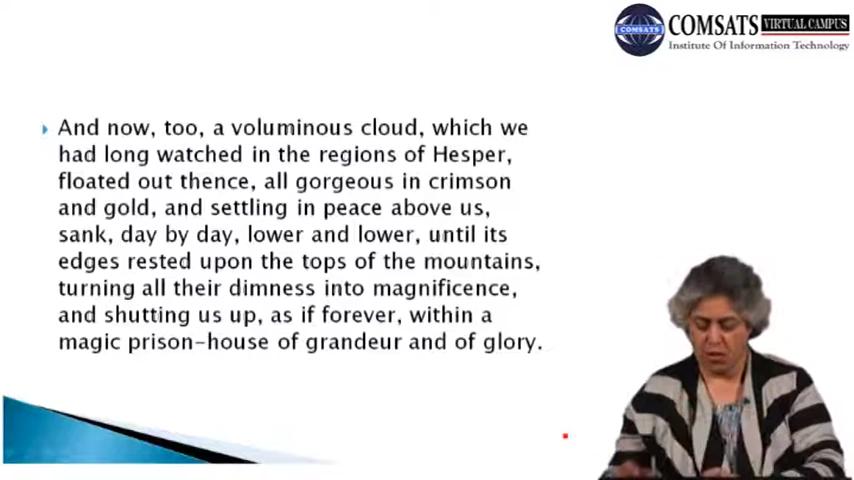 COMSATS
COMSATS VIRTUAL CAMPUS
Institute Of Information Technology
And now, too, a voluminous cloud, which we
had long watched in the regions of Hesper,
floated out thence, all gorgeous in crimson
and gold, and settling in peace above us,
sank, day by day, lower and lower, until its
edges rested upon the tops of the mountains,
turning all their dimness into magnificence,
and shutting us up, as if forever, within a
magic prison-house of grandeur and of glory.